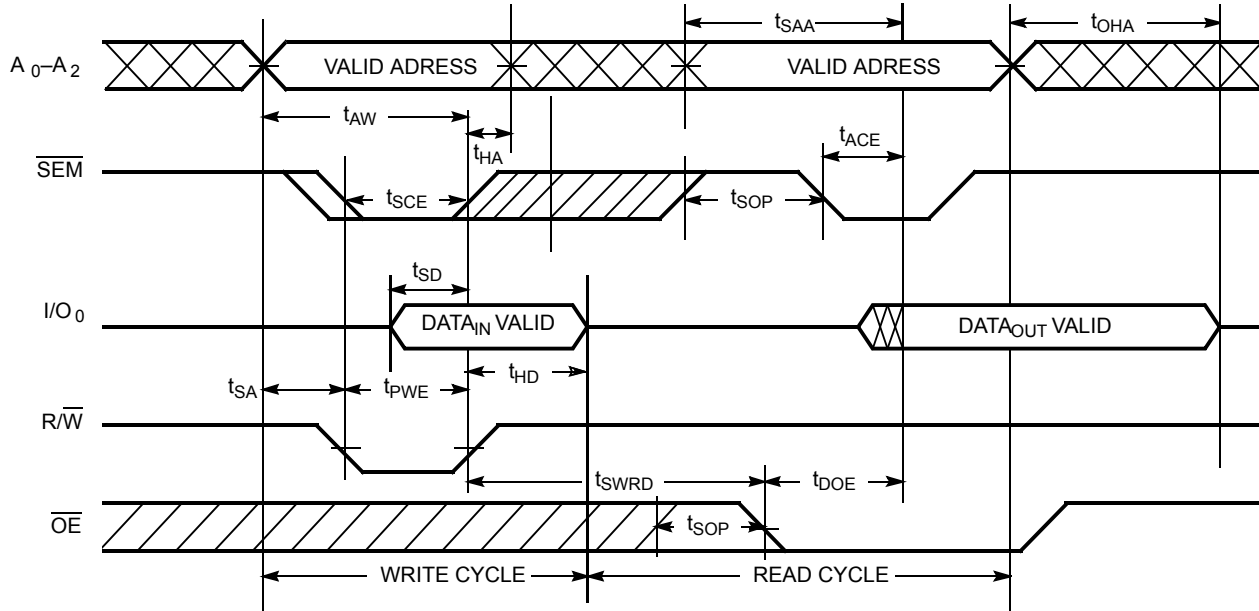 tSAA
tOHA
A0–A2
VALID ADRESS
VALID ADRESS
tAW
tHA
tACE
SEM
tSCE
tSOP
tSD
I/O0
DATAIN VALID
DATAOUT VALID
tSA
tPWE
tHD
R/W
tSWRD
tDOE
OE
tSOP
WRITE CYCLE
READ CYCLE